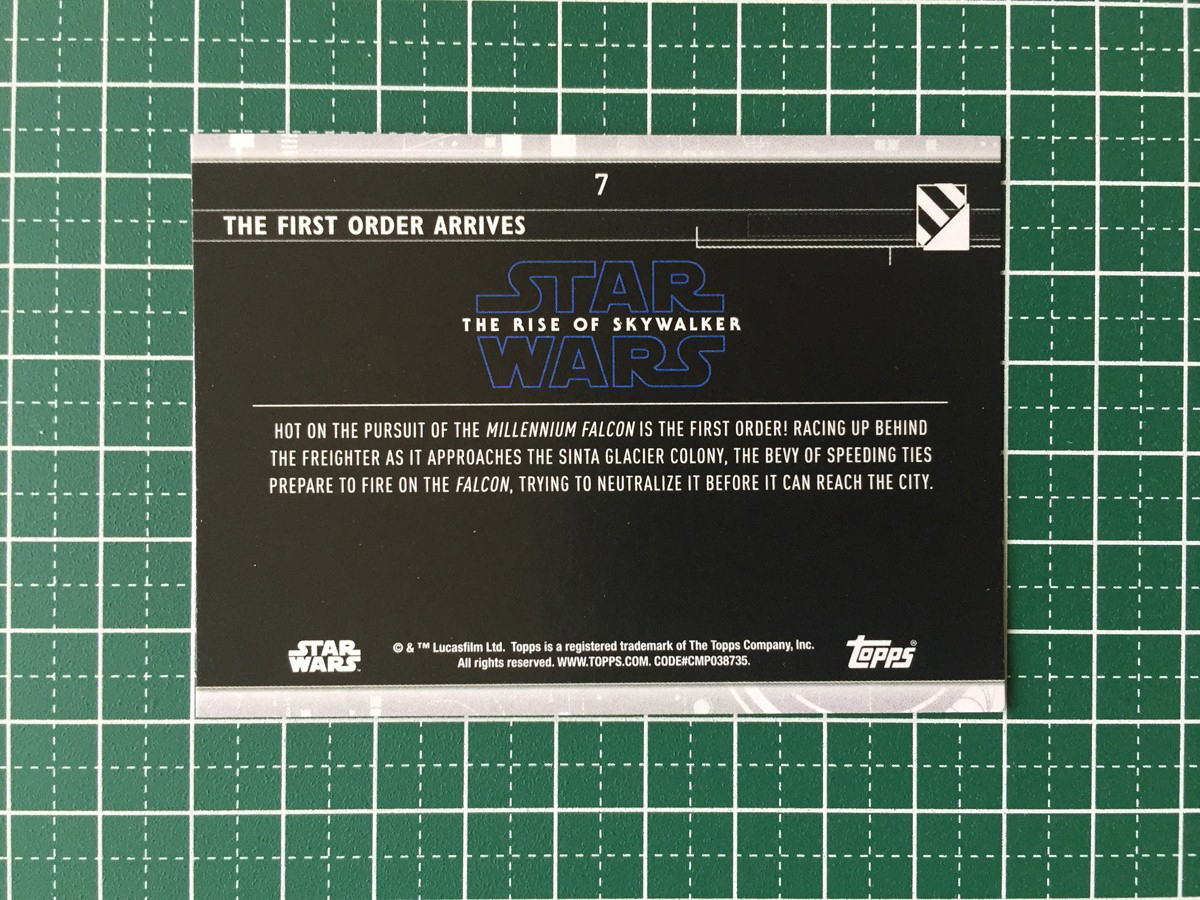 7
THE FIRST ORDER ARRIVES
STAR
THE RISE OF SKYWALKER
WARS
HOT ON THE PURSUIT OF THE MILLENNIUM FALCON IS THE FIRST ORDER! RACING UP BEHIND
THE FREIGHTER AS IT APPROACHES THE SINTA GLACIER COLONY, THE BEVY OF SPEEDING TIES
PREPARE TO FIRE ON THE FALCON, TRYING TO NEUTRALIZE IT BEFORE IT CAN REACH THE CITY.
STAR
WARS
© & ™ Lucasfilm Ltd. Topps is a registered trademark of The Topps Company, Inc.
All rights reserved. WWW.TOPPS.COM. CODE#CMP038735.
Topps®